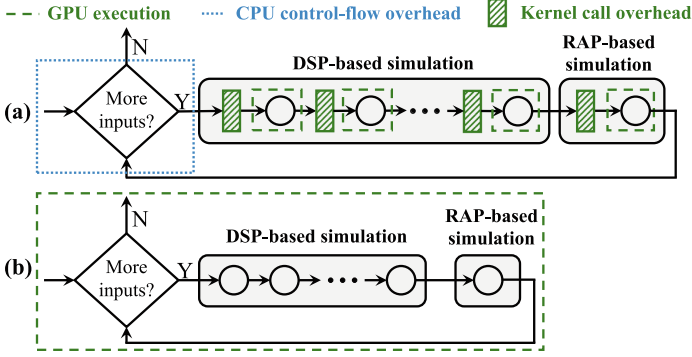 GPU execution
CPU control-flow overhead
Kernel call overhead
RAP-based
simulation
DSP-based simulation
N
(a)
More
inputs?
Y
N
RAP-based
simulation
DSP-based simulation
(b)
More
inputs?
Y